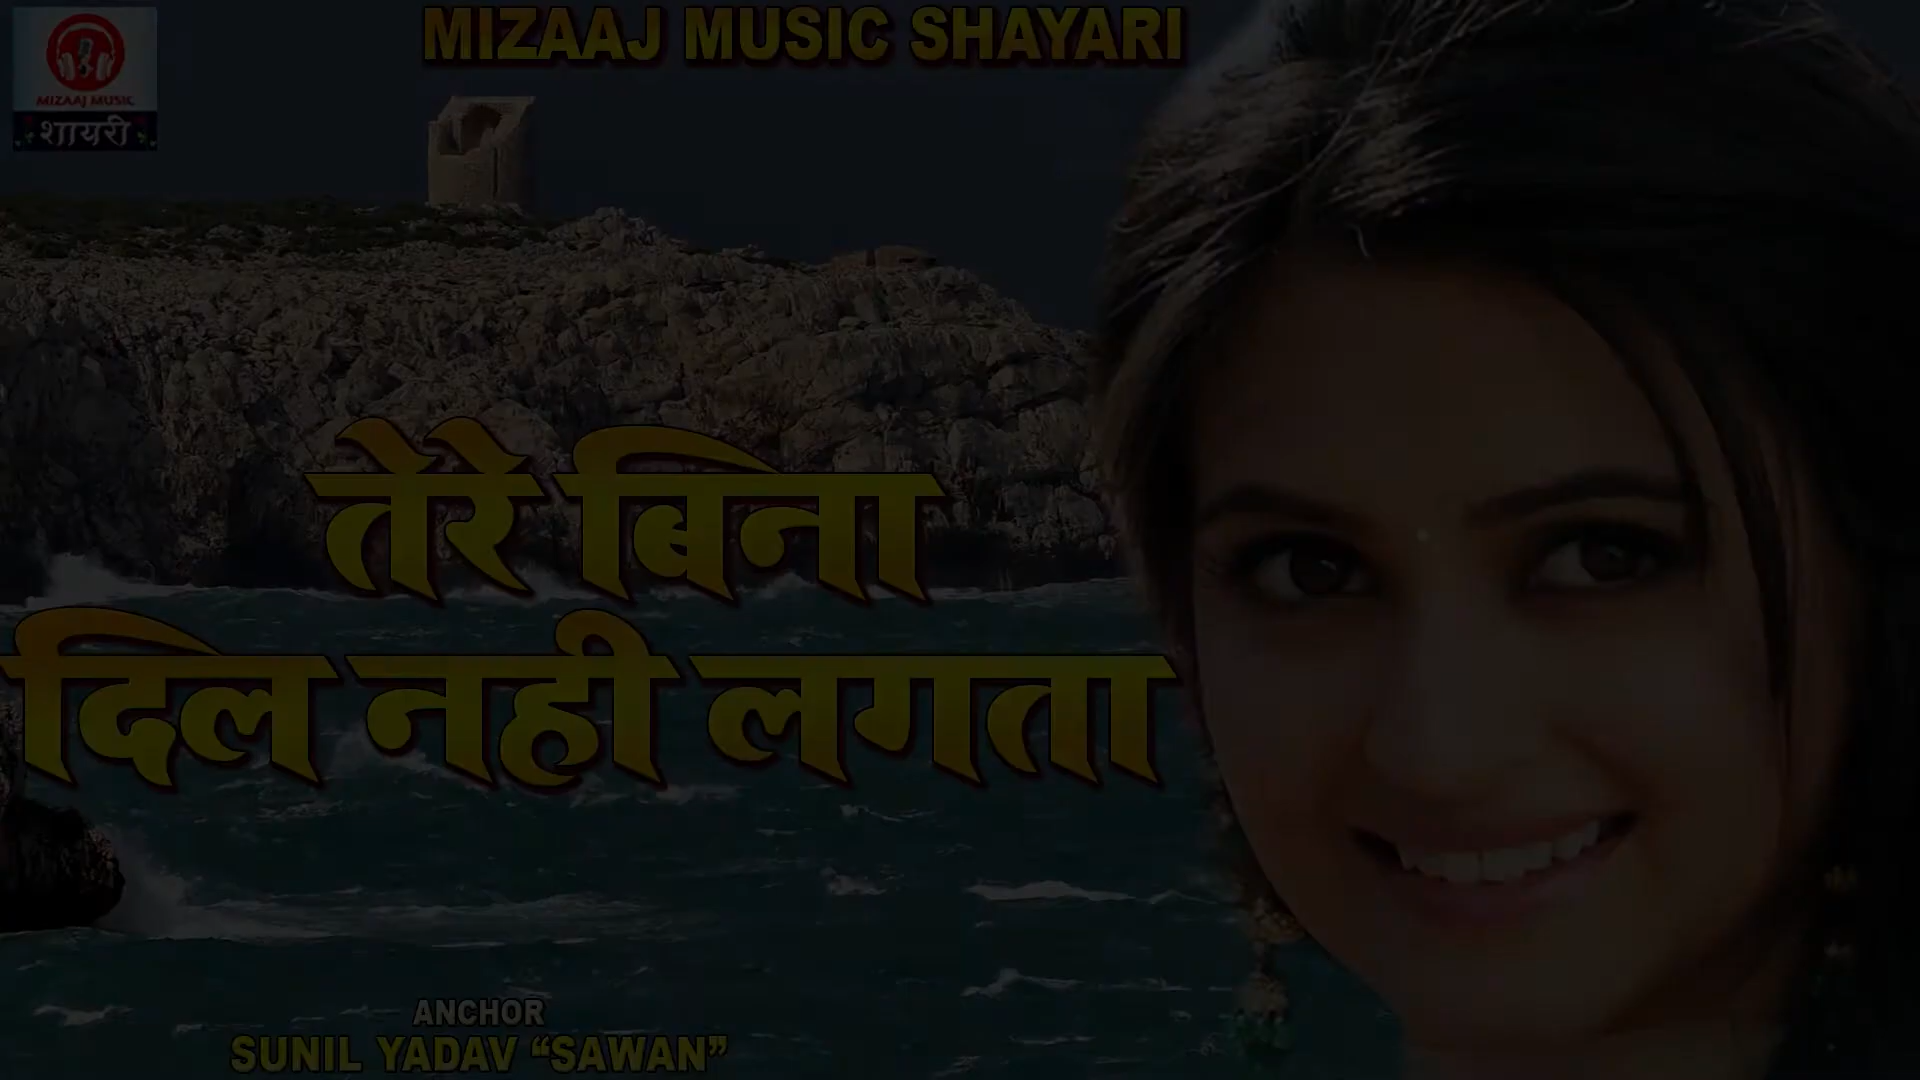 MIZAAJ MUSIC SHAYARI
MIZAAJ MUSIC
शायरी
तेरे बिना
दिल नही लगता
ANCHOR
SUNIL YADAV “SAWAN”